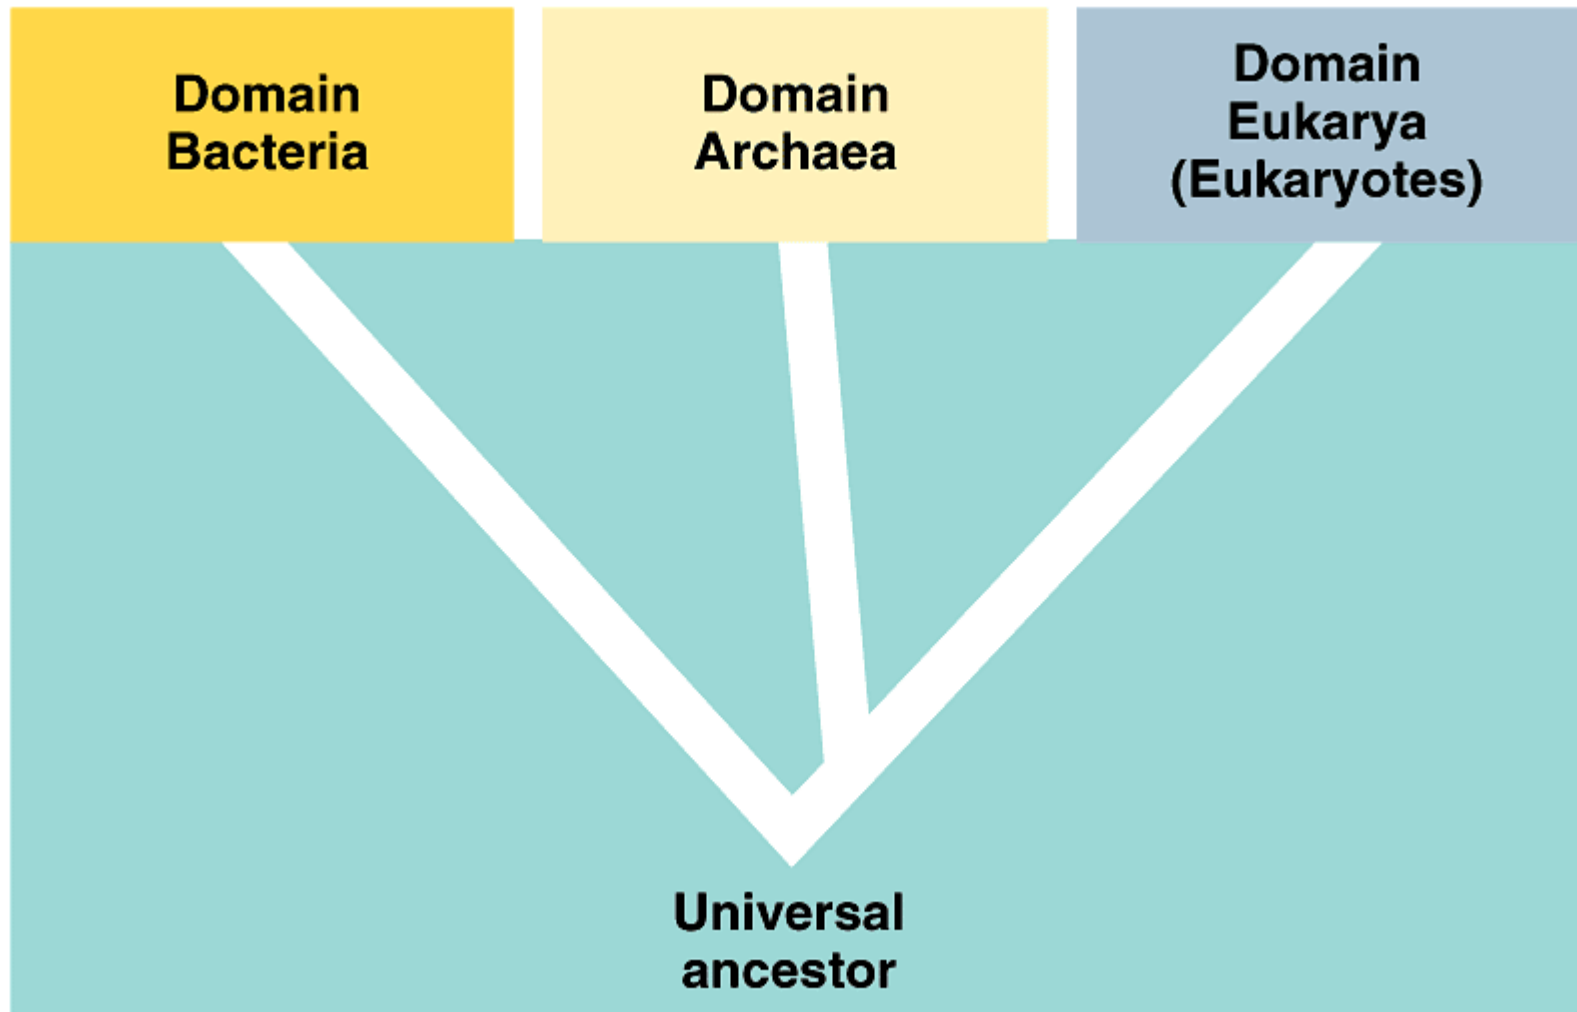 Domain
Bacteria
Domain
Archaea
Domain
Eukarya
(Eukaryotes)
Universal
ancestor